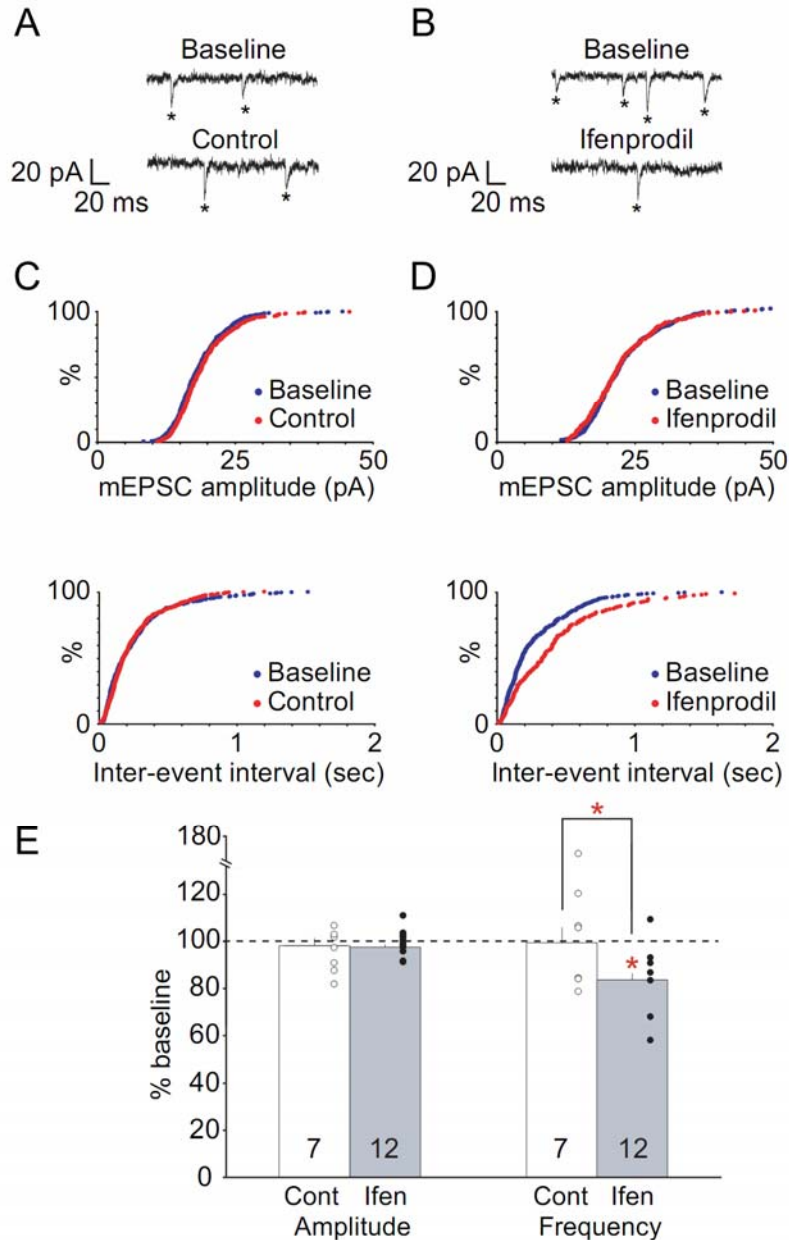 A
Baseline
* *
Control
20 pA
20 ms
* *
B
Baseline
* * * *
Ifenprodil
20 pA
20 ms
*
C
100
%
0
0 25 50
Baseline
Control
mEPSC amplitude (pA)
100
%
0
0 1 2
Baseline
Control
Inter-event interval (sec)
D
100
%
0
0 25 50
Baseline
Ifenprodil
mEPSC amplitude (pA)
100
%
0
0 1 2
Baseline
Ifenprodil
Inter-event interval (sec)
E
180
120
100
80
60
40
20
0
% baseline
*
*
7 12 7 12
Cont Ifen Cont Ifen
Amplitude Frequency